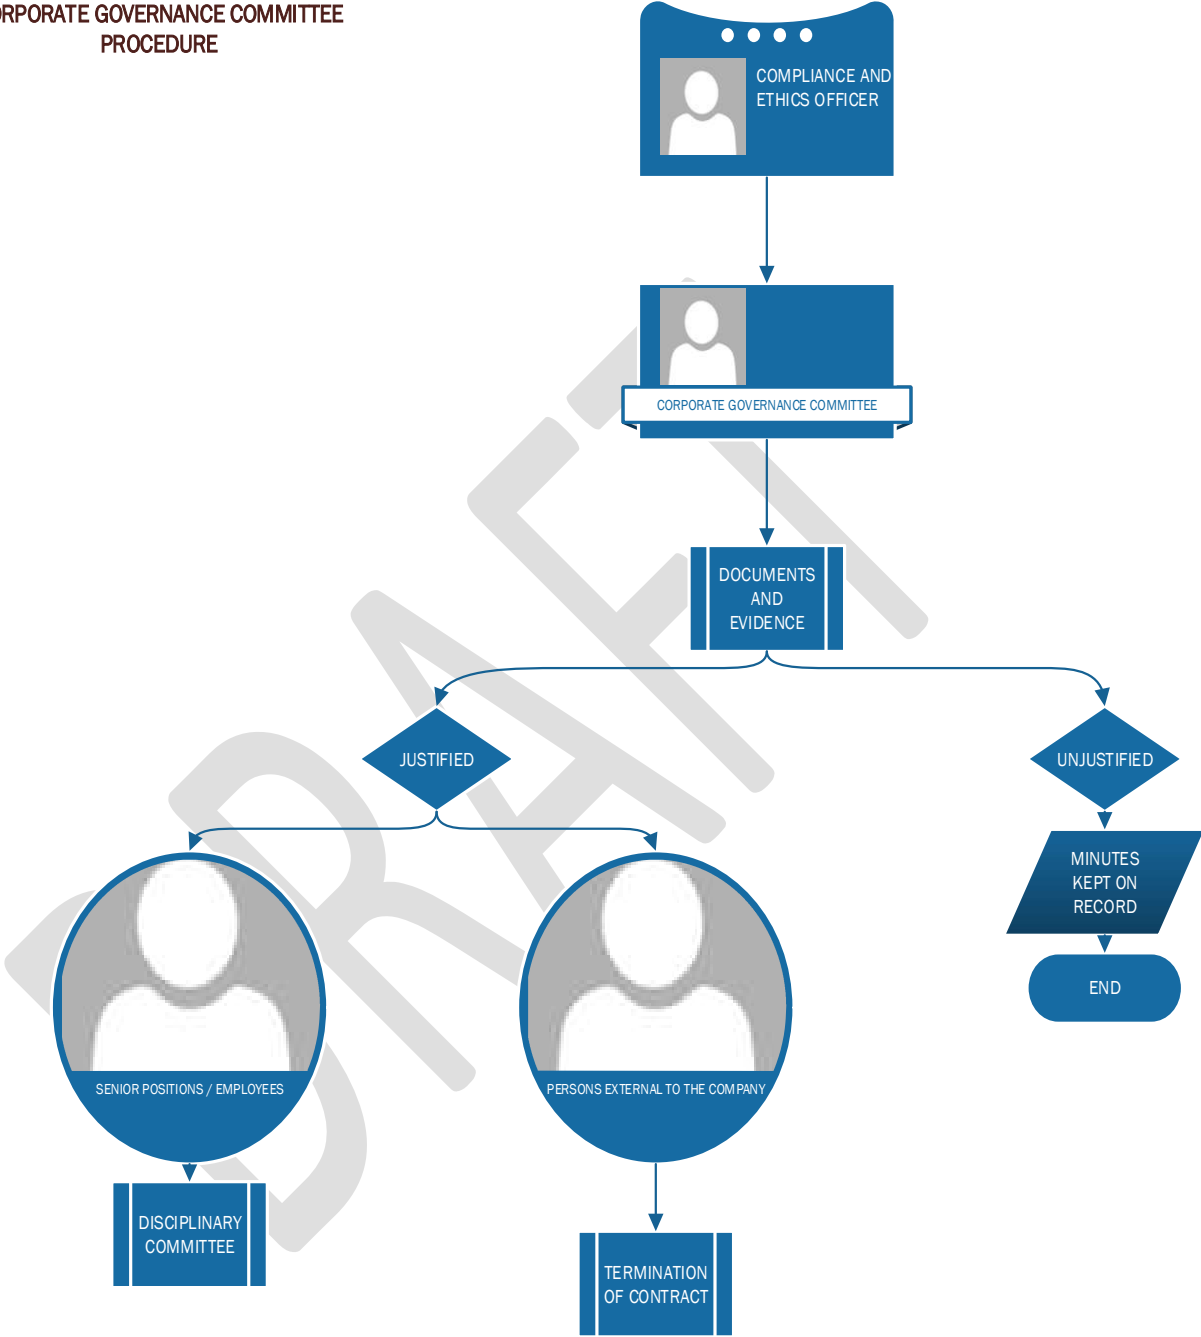 ORPORATE GOVERNANCE COMMITTEE
PROCEDURE
COMPLIANCE AND
ETHICS OFFICER
CORPORATE GOVERNANCE COMMITTEE
DOCUMENTS
AND
EVIDENCE
JUSTIFIED
UNJUSTIFIED
MINUTES
KEPT ON
RECORD
END
SENIOR POSITIONS / EMPLOYEES
PERSONS EXTERNAL TO THE COMPANY
DISCIPLINARY
COMMITTEE
TERMINATION
OF CONTRACT
DRAFT